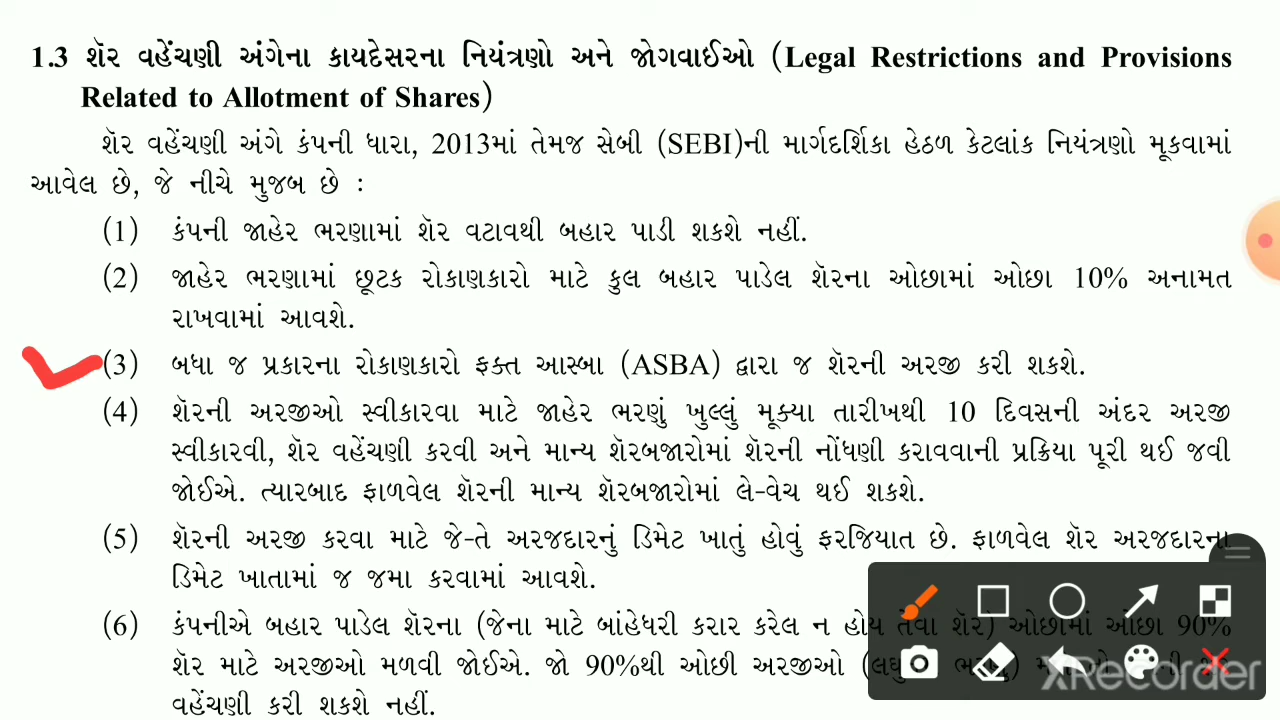 1.3 શૅર વહેંચણી અંગેના કાયદેસરના નિયંત્રણો અને જોગવાઈઓ (Legal Restrictions and Provisions
Related to Allotment of Shares)
શૅર વહેંચણી અંગે કંપની ધારા, 2013માં તેમજ સેબી (SEBI)ની માર્ગદર્શિકા હેઠળ કેટલાંક નિયંત્રણો મૂકવામાં
આવેલ છે, જે નીચે મુજબ છે :
(1) કંપની જાહેર ભરણામાં શૅર વટાવથી બહાર પાડી શકશે નહીં.
(2) જાહેર ભરણામાં છૂટક રોકાણકારો માટે કુલ બહાર પાડેલ શૅરના ઓછામાં ઓછા 10% અનામત
રાખવામાં આવશે.
(3) બધા જ પ્રકારના રોકાણકારો ફક્ત આસ્બા (ASBA) દ્વારા જ શૅરની અરજી કરી શકશે.
(4) શૅરની અરજીઓ સ્વીકારવા માટે જાહેર ભરણું ખુલ્લું મૂક્યા તારીખથી 10 દિવસની અંદર અરજી
સ્વીકારવી, શૅર વહેંચણી કરવી અને માન્ય શૅરબજારોમાં શૅરની નોંધણી કરાવવાની પ્રક્રિયા પૂરી થઈ જવી
જોઈએ. ત્યારબાદ ફાળવેલ શૅરની માન્ય શૅરબજારોમાં લે-વેચ થઈ શકશે.
(5) શૅરની અરજી કરવા માટે જે-તે અરજદારનું ડિમેટ ખાતું હોવું ફરજિયાત છે. ફાળવેલ શૅર અરજદારના
ડિમેટ ખાતામાં જ જમા કરવામાં આવશે.
(6) કંપનીએ બહાર પાડેલ શૅરના (જેના માટે બાંહેધરી કરાર કરેલ ન હોય તેવા શૅર) ઓછામાં ઓછા 90%
શૅર માટે અરજીઓ મળવી જોઈએ. જો 90%થી ઓછી અરજીઓ
વહેંચણી કરી શકશે નહીં.
XRecorder